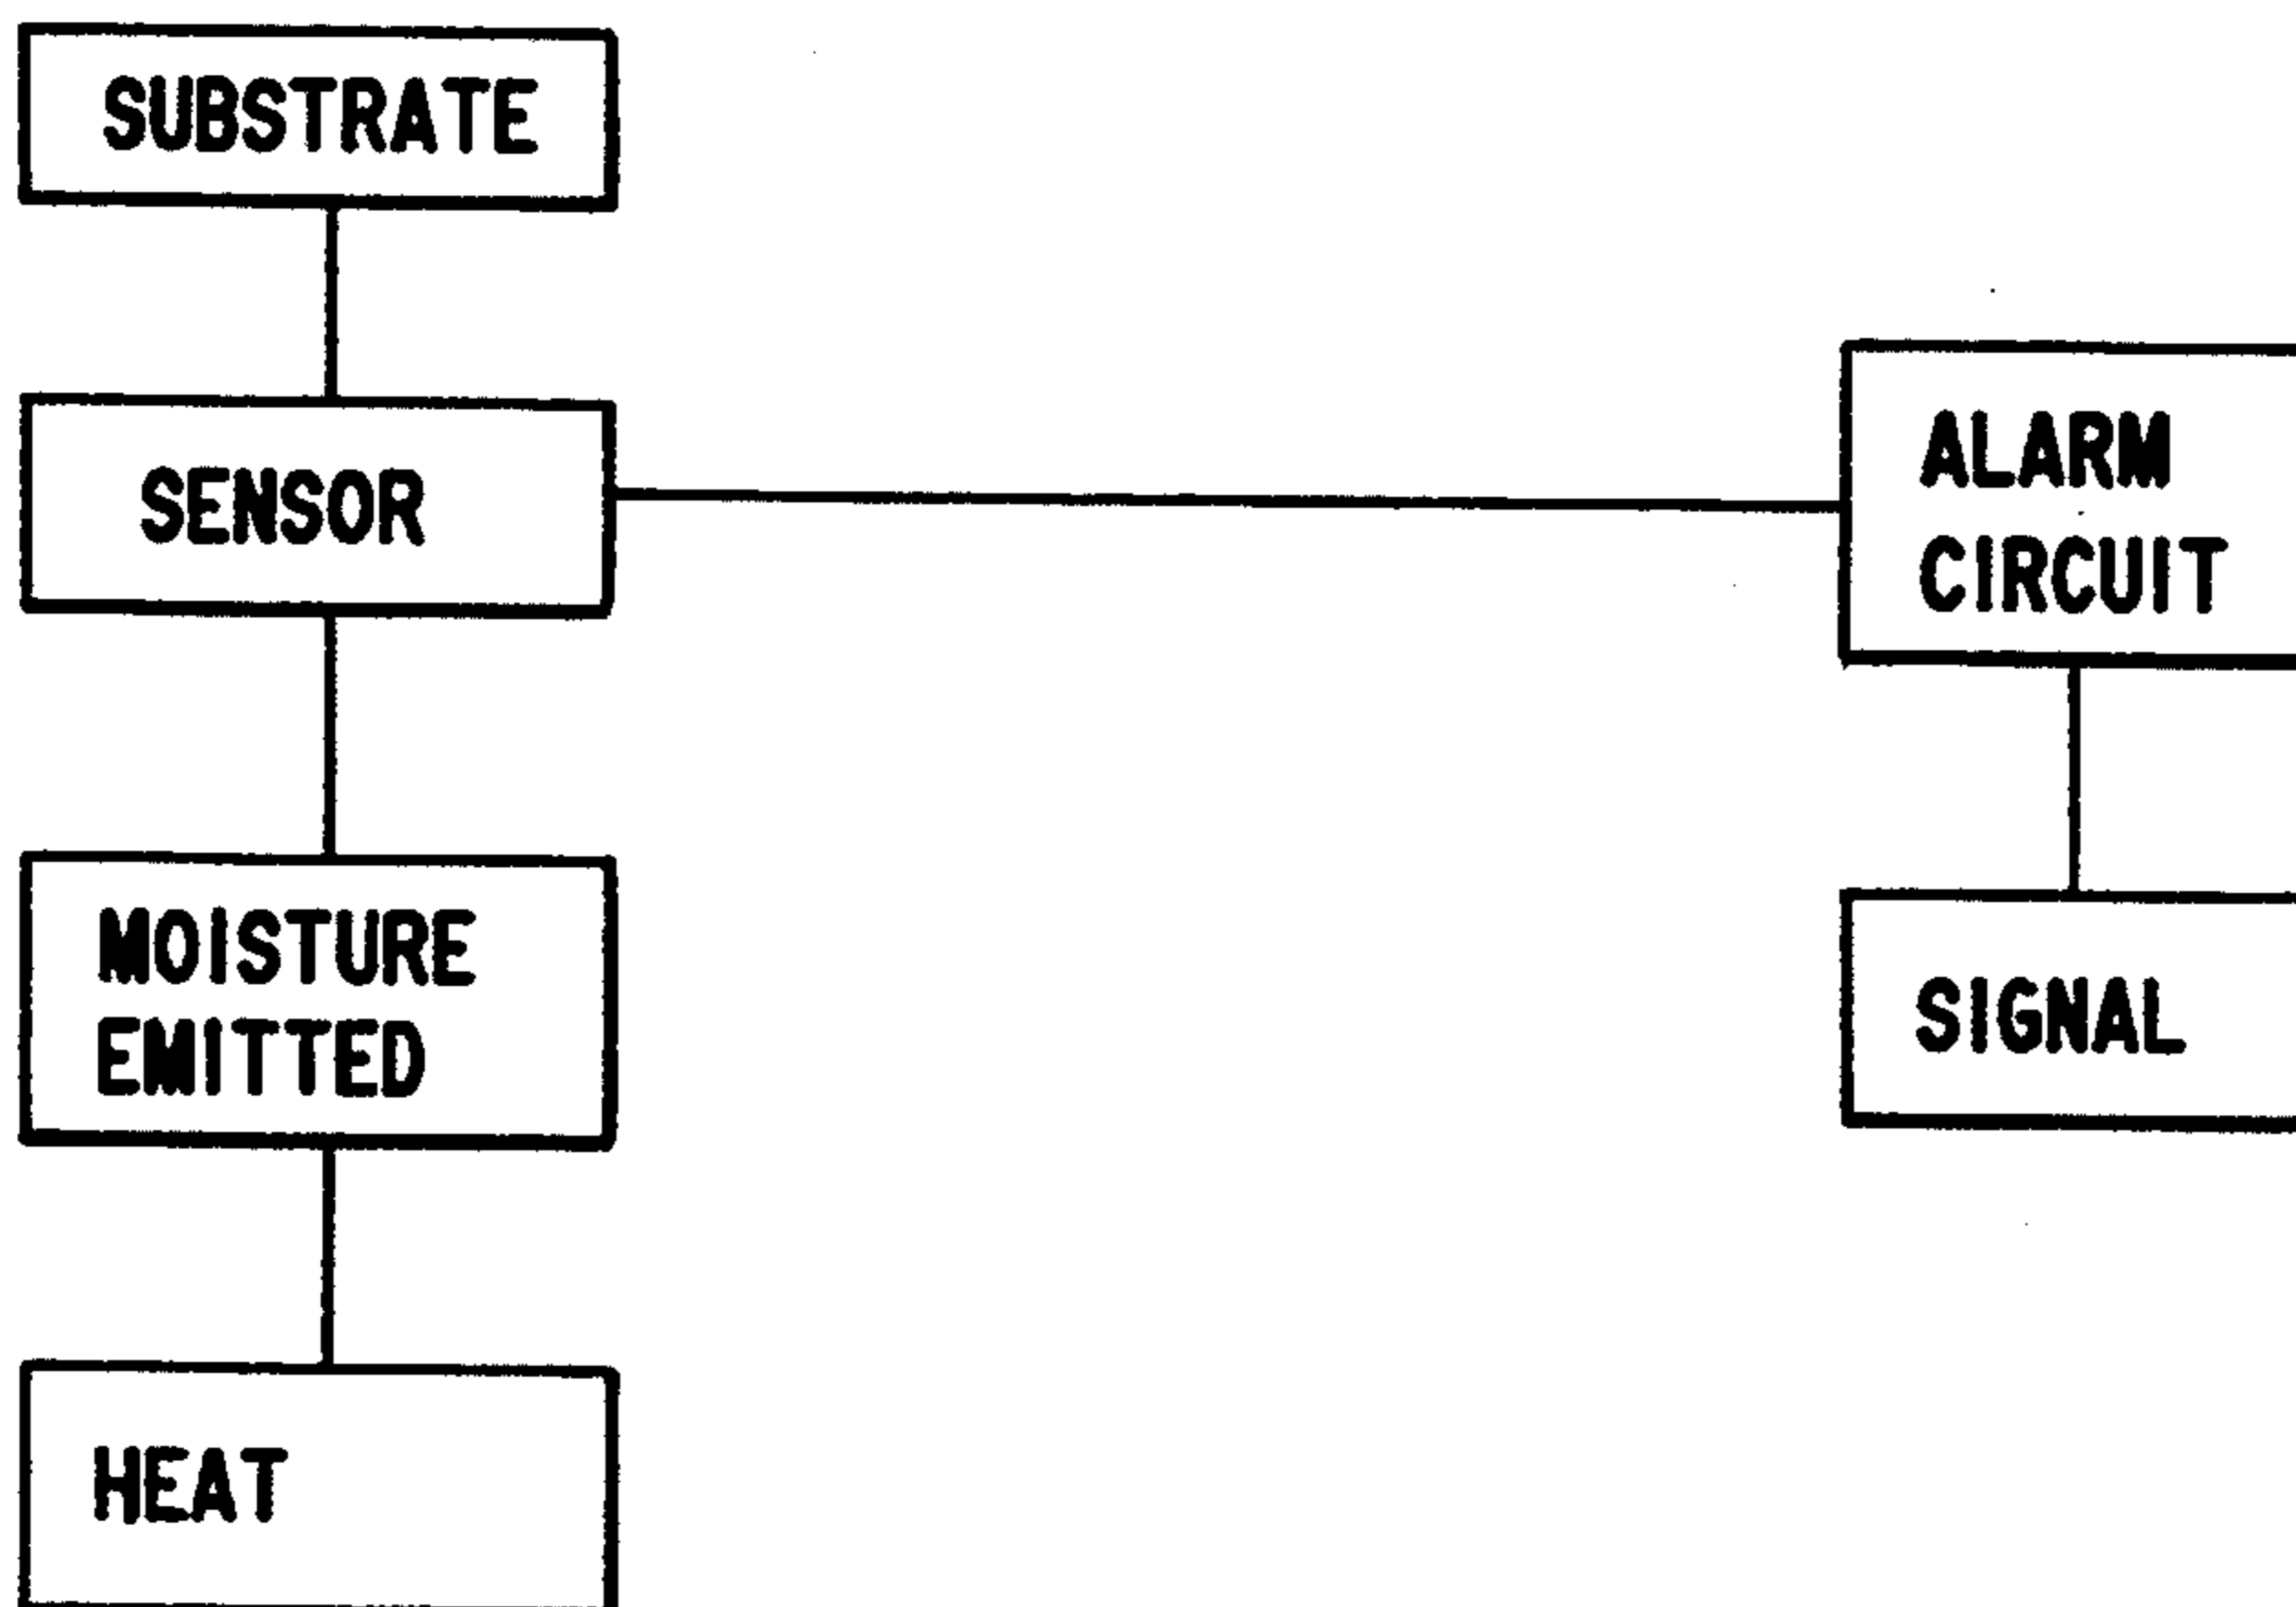 SUBSTRATE
SENSOR
ALARM
CIRCUIT
MOISTURE
EMITTED
SIGNAL
HEAT